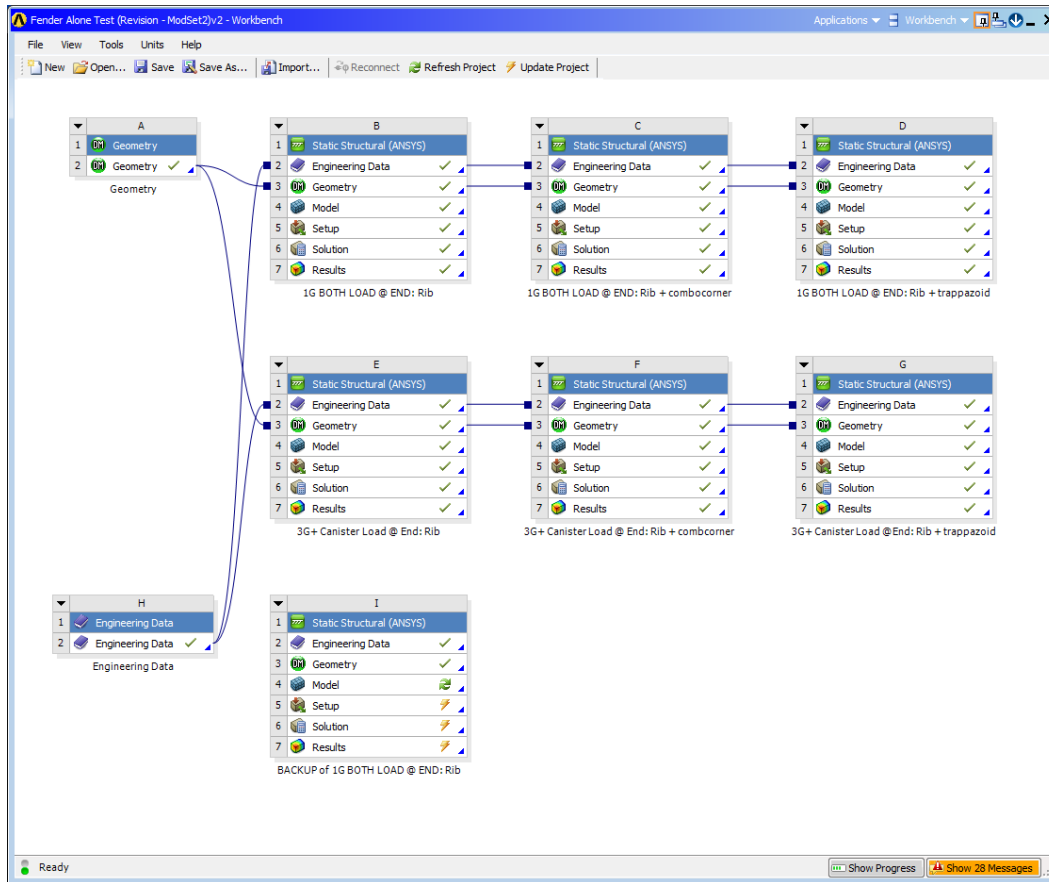 Fender Alone Test (Revision - ModSet2)v2 - Workbench
Applications
Workbench
File View Tools Units Help
New Open... Save Save As... Import... Reconnect Refresh Project Update Project
A
1 Geometry
2 Geometry
Geometry
B
1 Static Structural (ANSYS)
2 Engineering Data
3 Geometry
4 Model
5 Setup
6 Solution
7 Results
1G BOTH LOAD @ END: Rib
C
1 Static Structural (ANSYS)
2 Engineering Data
3 Geometry
4 Model
5 Setup
6 Solution
7 Results
1G BOTH LOAD @ END: Rib + combocorner
D
1 Static Structural (ANSYS)
2 Engineering Data
3 Geometry
4 Model
5 Setup
6 Solution
7 Results
1G BOTH LOAD @ END: Rib + trappazoid
E
1 Static Structural (ANSYS)
2 Engineering Data
3 Geometry
4 Model
5 Setup
6 Solution
7 Results
3G+ Canister Load @ End: Rib
F
1 Static Structural (ANSYS)
2 Engineering Data
3 Geometry
4 Model
5 Setup
6 Solution
7 Results
3G+ Canister Load @ End: Rib + combcorner
G
1 Static Structural (ANSYS)
2 Engineering Data
3 Geometry
4 Model
5 Setup
6 Solution
7 Results
3G+ Canister Load @End: Rib + trappazoid
H
1 Engineering Data
2 Engineering Data
Engineering Data
I
1 Static Structural (ANSYS)
2 Engineering Data
3 Geometry
4 Model
5 Setup
6 Solution
7 Results
BACKUP of 1G BOTH LOAD @ END: Rib
Ready
Show Progress
Show 28 Messages